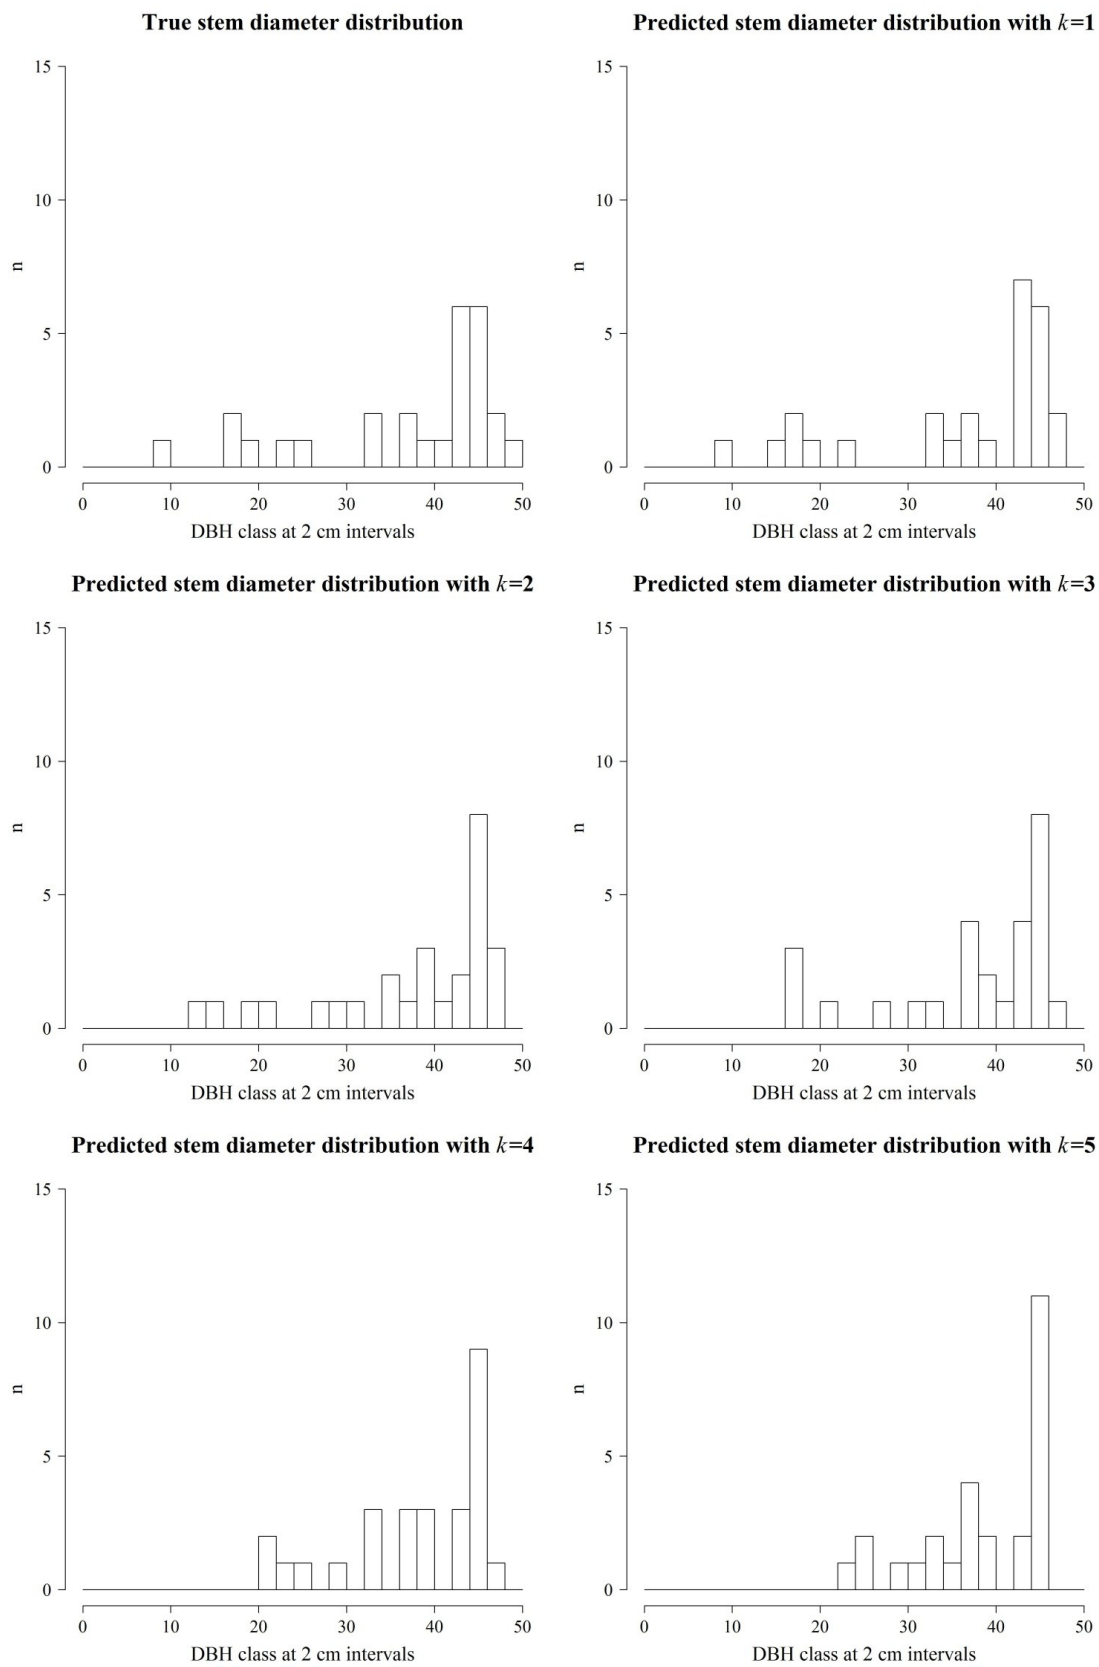 True stem diameter distribution
15
10
5
0
n
0 10 20 30 40 50
DBH class at 2 cm intervals
Predicted stem diameter distribution with k=1
15
10
5
0
n
0 10 20 30 40 50
DBH class at 2 cm intervals
Predicted stem diameter distribution with k=2
15
10
5
0
n
0 10 20 30 40 50
DBH class at 2 cm intervals
Predicted stem diameter distribution with k=3
15
10
5
0
n
0 10 20 30 40 50
DBH class at 2 cm intervals
Predicted stem diameter distribution with k=4
15
10
5
0
n
0 10 20 30 40 50
DBH class at 2 cm intervals
Predicted stem diameter distribution with k=5
15
10
5
0
n
0 10 20 30 40 50
DBH class at 2 cm intervals